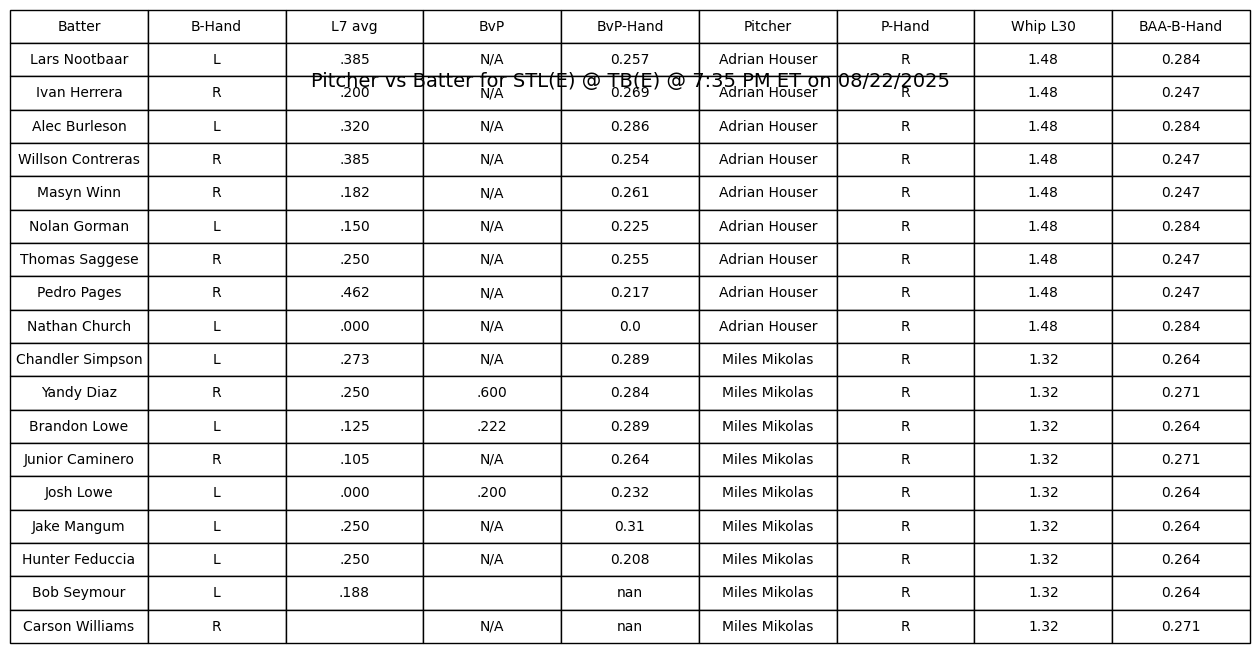 Batter B-Hand L7 avg BvP BvP-Hand Pitcher P-Hand Whip L30 BAA-B-Hand
Lars Nootbaar L .385 N/A 0.257 Adrian Houser R 1.48 0.284
Pitcher vs Batter for STL(E) @ TB(E) @ 7:35 PM ET on 08/22/2025
Ivan Herrera R .200 N/A 0.269 Adrian Houser R 1.48 0.247
Alec Burleson L .320 N/A 0.286 Adrian Houser R 1.48 0.284
Willson Contreras R .385 N/A 0.254 Adrian Houser R 1.48 0.247
Masyn Winn R .182 N/A 0.261 Adrian Houser R 1.48 0.247
Nolan Gorman L .150 N/A 0.225 Adrian Houser R 1.48 0.284
Thomas Saggese R .250 N/A 0.255 Adrian Houser R 1.48 0.247
Pedro Pages R .462 N/A 0.217 Adrian Houser R 1.48 0.247
Nathan Church L .000 N/A 0.0 Adrian Houser R 1.48 0.284
Chandler Simpson L .273 N/A 0.289 Miles Mikolas R 1.32 0.264
Yandy Diaz R .250 .600 0.284 Miles Mikolas R 1.32 0.271
Brandon Lowe L .125 .222 0.289 Miles Mikolas R 1.32 0.264
Junior Caminero R .105 N/A 0.264 Miles Mikolas R 1.32 0.271
Josh Lowe L .000 .200 0.232 Miles Mikolas R 1.32 0.264
Jake Mangum L .250 N/A 0.31 Miles Mikolas R 1.32 0.264
Hunter Feduccia L .250 N/A 0.208 Miles Mikolas R 1.32 0.264
Bob Seymour L .188 nan Miles Mikolas R 1.32 0.264
Carson Williams R N/A nan Miles Mikolas R 1.32 0.271